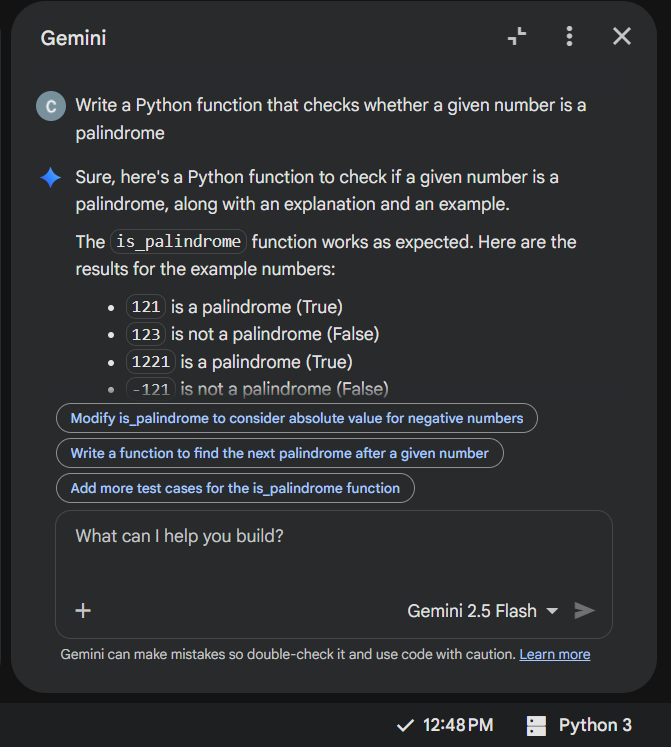 Gemini
C
Write a Python function that checks whether a given number is a
palindrome
Sure, here's a Python function to check if a given number is a
palindrome, along with an explanation and an example.
The is_palindrome function works as expected. Here are the
results for the example numbers:
• 121 is a palindrome (True)
• 123 is not a palindrome (False)
• 1221 is a palindrome (True)
• -121 is not a palindrome (False)
Modify is_palindrome to consider absolute value for negative numbers
Write a function to find the next palindrome after a given number
Add more test cases for the is_palindrome function
What can I help you build?
Gemini 2.5 Flash
Gemini can make mistakes so double-check it and use code with caution. Learn more
12:48 PM Python 3